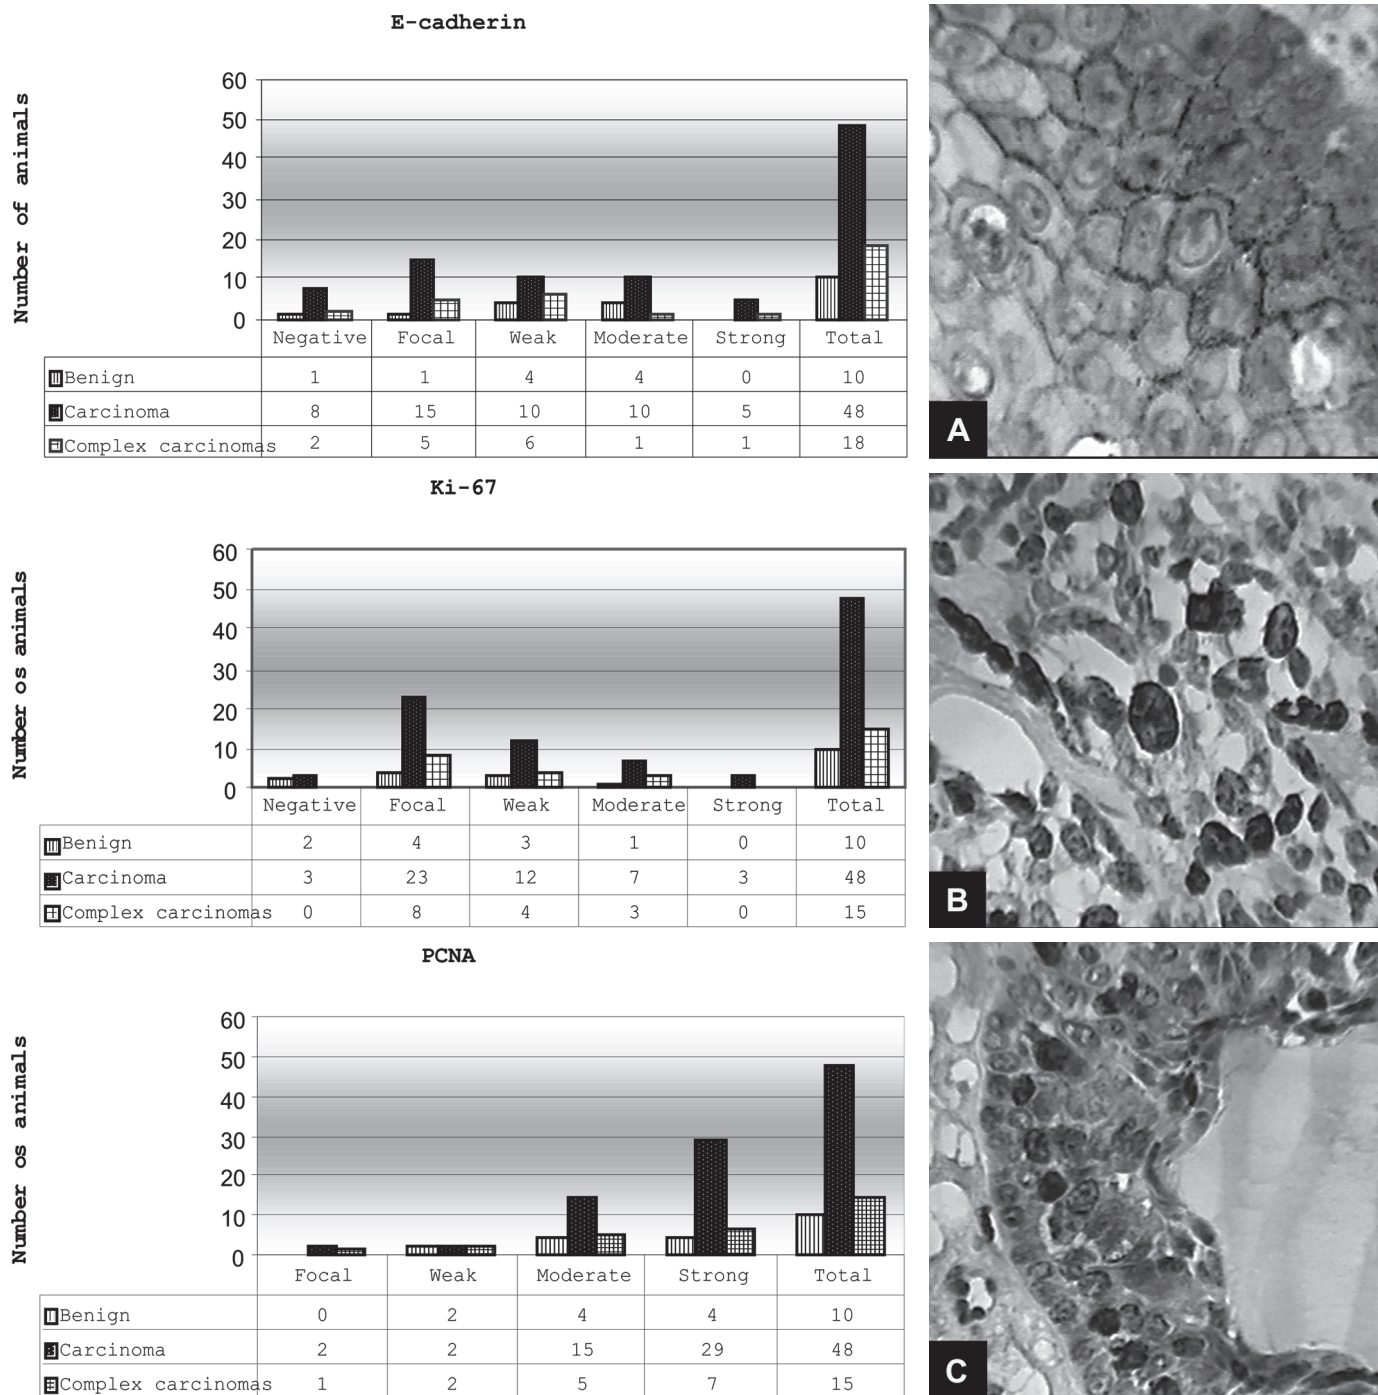 E-cadherin
Number of animals
60
50
40
30
20
10
0
Negative Focal Weak Moderate Strong Total
Benign 1 1 4 4 0 10
Carcinoma 8 15 10 10 5 48
Complex carcinomas 2 5 6 1 1 18
A
Ki-67
Number os animals
60
50
40
30
20
10
0
Negative Focal Weak Moderate Strong Total
Benign 2 4 3 1 0 10
Carcinoma 3 23 12 7 3 48
Complex carcinomas 0 8 4 3 0 15
B
PCNA
Number os animals
60
50
40
30
20
10
0
Focal Weak Moderate Strong Total
Benign 0 2 4 4 10
Carcinoma 2 2 15 29 48
Complex carcinomas 1 2 5 7 15
C